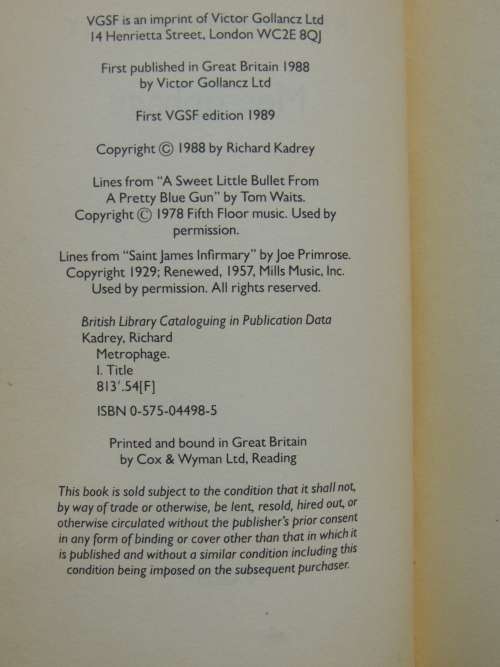 VGSF is an imprint of Victor Gollancz Ltd
14 Henrietta Street, London WC2E 8QJ
First published in Great Britain 1988
by Victor Gollancz Ltd
First VGSF edition 1989
Copyright © 1988 by Richard Kadrey
Lines from "A Sweet Little Bullet From
A Pretty Blue Gun" by Tom Waits.
Copyright © 1978 Fifth Floor music. Used by
permission.
Lines from "Saint James Infirmary" by Joe Primrose.
Copyright 1929; Renewed, 1957, Mills Music, Inc.
Used by permission. All rights reserved.
British Library Cataloguing in Publication Data
Kadrey, Richard
Metrophage.
I. Title
813'.54[F]
ISBN 0-575-04498-5
Printed and bound in Great Britain
by Cox & Wyman Ltd, Reading
This book is sold subject to the condition that it shall not,
by way of trade or otherwise, be lent, resold, hired out, or
otherwise circulated without the publisher's prior consent
in any form of binding or cover other than that in which it
is published and without a similar condition including this
condition being imposed on the subsequent purchaser.